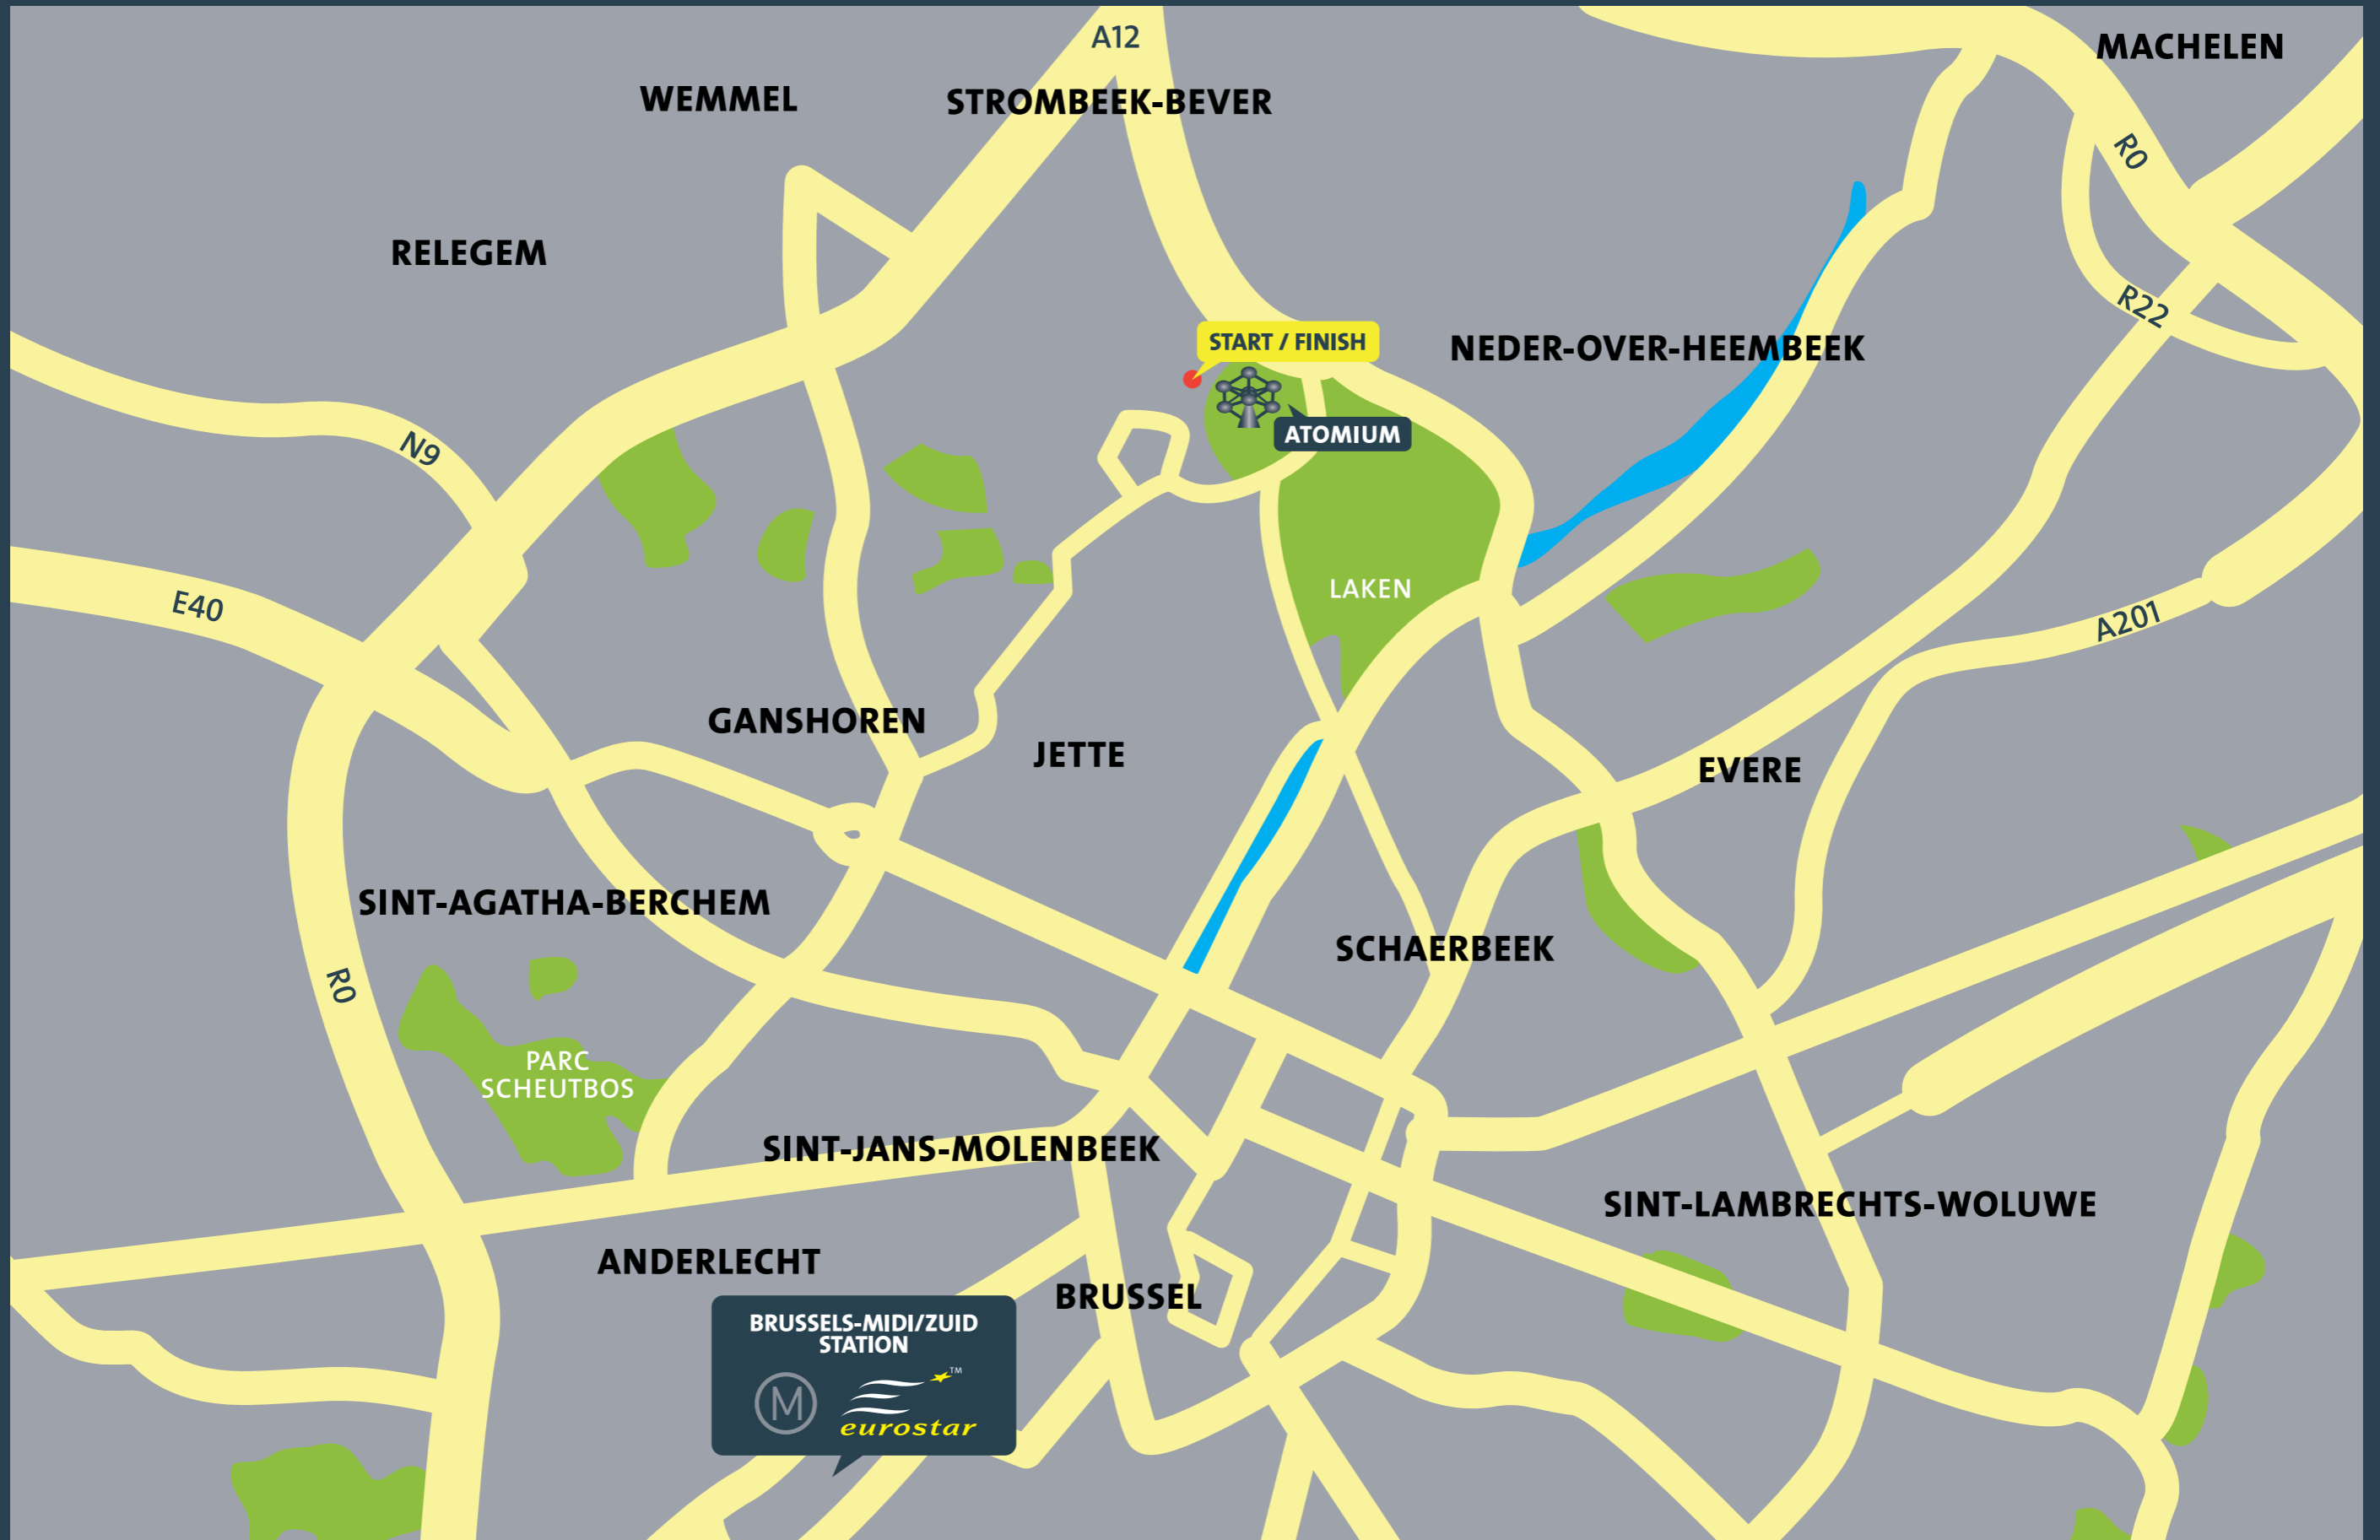 A12
MACHELEN
WEMMEL
STROMBEEK-BEVER
R0
RELEGEM
R22
START / FINISH
NEDER-OVER-HEEMBEEK
N9
ATOMIUM
LAKEN
E40
A201
GANSHOREN
JETTE
EVERE
SINT-AGATHA-BERCHEM
SCHAERBEEK
R0
PARC
SCHEUTBOS
SINT-JANS-MOLENBEEK
SINT-LAMBRECHTS-WOLUWE
ANDERLECHT
BRUSSEL
BRUSSELS-MIDI/ZUID
STATION
M
eurostar™